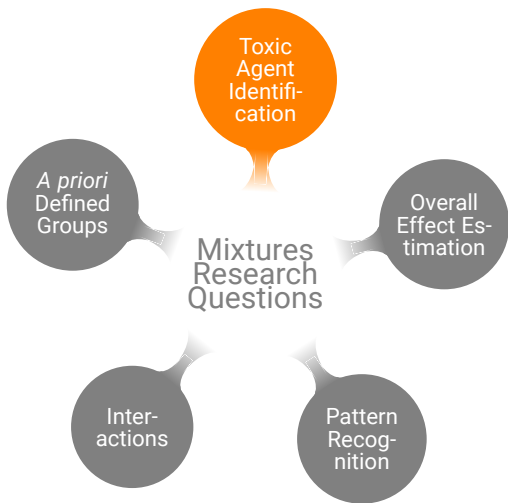 Toxic
Agent
Identifi-
cation
A priori
Defined
Groups
Overall
Effect Es-
timation
Mixtures
Research
Questions
Inter-
actions
Pattern
Recog-
nition